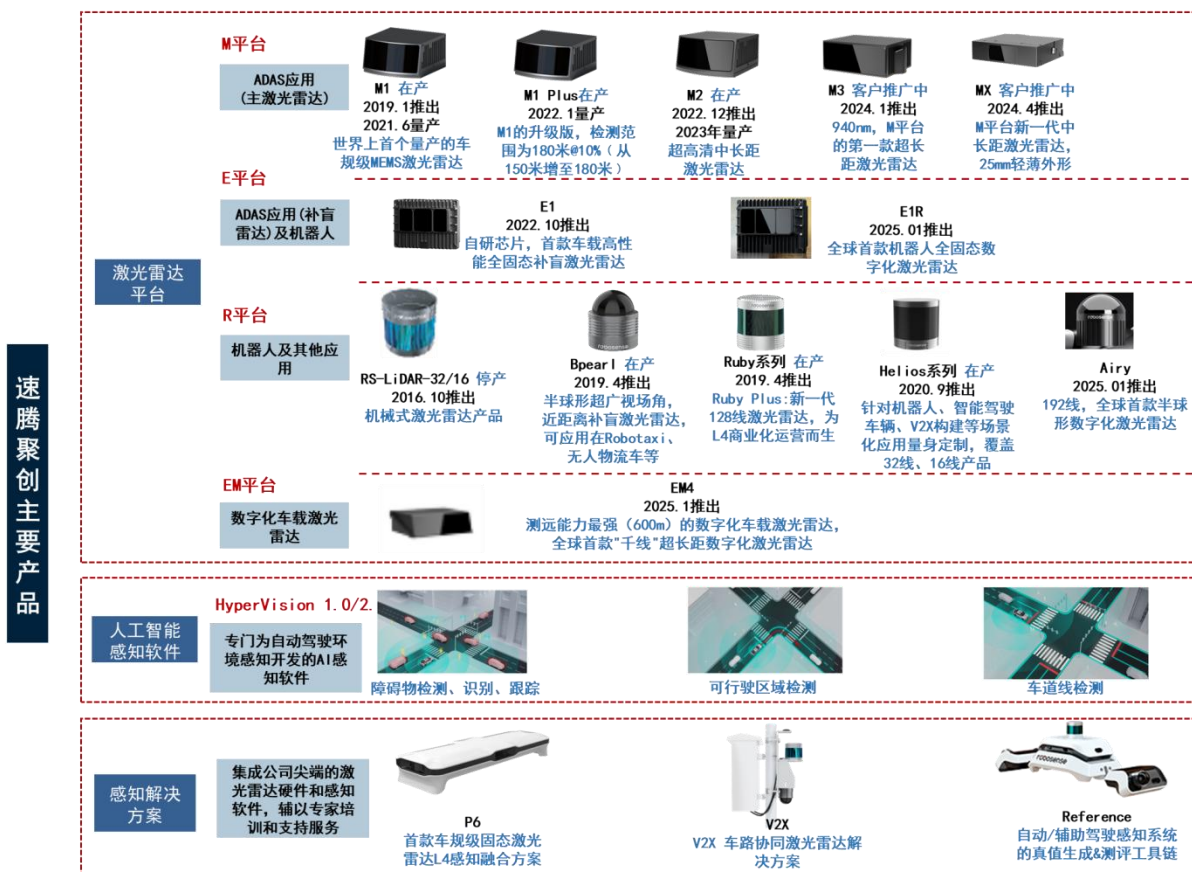 速腾聚创主要产品
激光雷达
平台
M平台
ADAS应用
(主激光雷达)
M1 在产
2019.1推出
2021.6量产
世界上首个量产的车
规级MEMS激光雷达
M1 Plus在产
2022.1量产
M1的升级版，检测范
围为180米@10%（从
150米增至180米）
M2 在产
2022.12推出
2023年量产
超高清中长距
激光雷达
M3 客户推广中
2024.1推出
940nm，M平台
的第一款超长
距激光雷达
MX 客户推广中
2024.4推出
M平台新一代中
长距激光雷达，
25mm轻薄外形
E平台
ADAS应用(补盲
雷达)及机器人
E1
2022.10推出
自研芯片，首款车载高性
能全固态补盲激光雷达
E1R
2025.01推出
全球首款机器人全固态数
字化激光雷达
R平台
机器人及其他应
用
RS-LiDAR-32/16 停产
2016.10推出
机械式激光雷达产品
robosense
Bpearl 在产
2019.4推出
半球形超广视场角，
近距离补盲激光雷达，
可应用在Robotaxi、
无人物流车等
Ruby系列 在产
2019.4推出
Ruby Plus:新一代
128线激光雷达，为
L4商业化运营而生
Helios系列 在产
2020.9推出
针对机器人、智能驾驶
车辆、V2X构建等场景
化应用量身定制，覆盖
32线、16线产品
Airy
2025.01推出
192线，全球首款半球
形数字化激光雷达
EM平台
数字化车载激光
雷达
EM4
2025.1推出
测远能力最强（600m）的数字化车载激光雷达，
全球首款"千线"超长距数字化激光雷达
人工智能
感知软件
HyperVision 1.0/2.
专门为自动驾驶环
境感知开发的AI感
知软件
障碍物检测、识别、跟踪
可行驶区域检测
车道线检测
感知解决
方案
集成公司尖端的激
光雷达硬件和感知
软件，辅以专家培
训和支持服务
P6
首款车规级固态激光
雷达L4感知融合方案
V2X
V2X 车路协同激光雷达解
决方案
robosense
Reference
自动/辅助驾驶感知系统
的真值生成&测评工具链